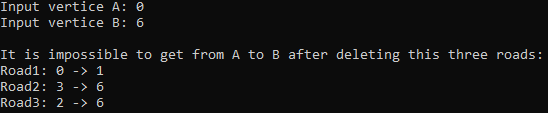 Input vertice A: 0
Input vertice B: 6
It is impossible to get from A to B after deleting this three roads:
Road1: 0 -> 1
Road2: 3 -> 6
Road3: 2 -> 6